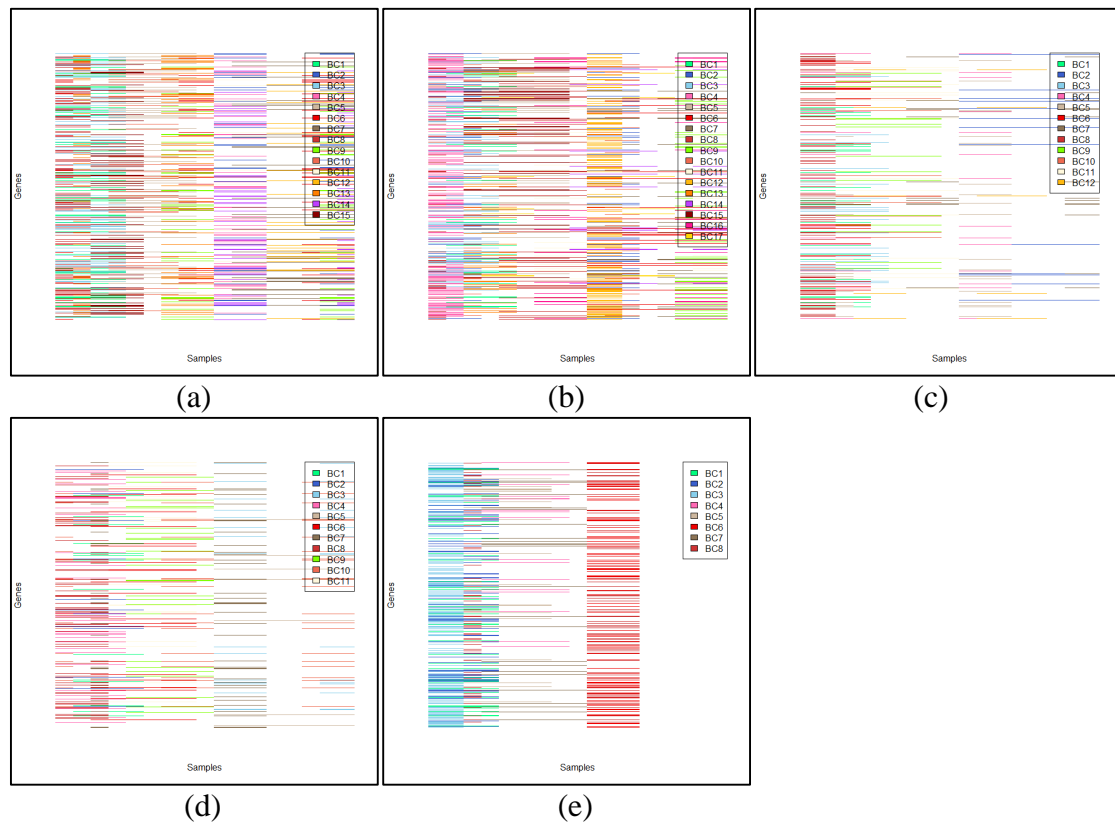 BC1
BC2
BC3
BC4
BC5
BC6
BC7
BC8
BC9
BC10
BC11
BC12
BC13
BC14
BC15
Genes
Samples
(a)
BC1
BC2
BC3
BC4
BC5
BC6
BC7
BC8
BC9
BC10
BC11
BC12
BC13
BC14
BC15
BC16
BC17
Genes
Samples
(b)
BC1
BC2
BC3
BC4
BC5
BC6
BC7
BC8
BC9
BC10
BC11
BC12
Genes
Samples
(c)
BC1
BC2
BC3
BC4
BC5
BC6
BC7
BC8
BC9
BC10
BC11
Genes
Samples
(d)
BC1
BC2
BC3
BC4
BC5
BC6
BC7
BC8
Genes
Samples
(e)